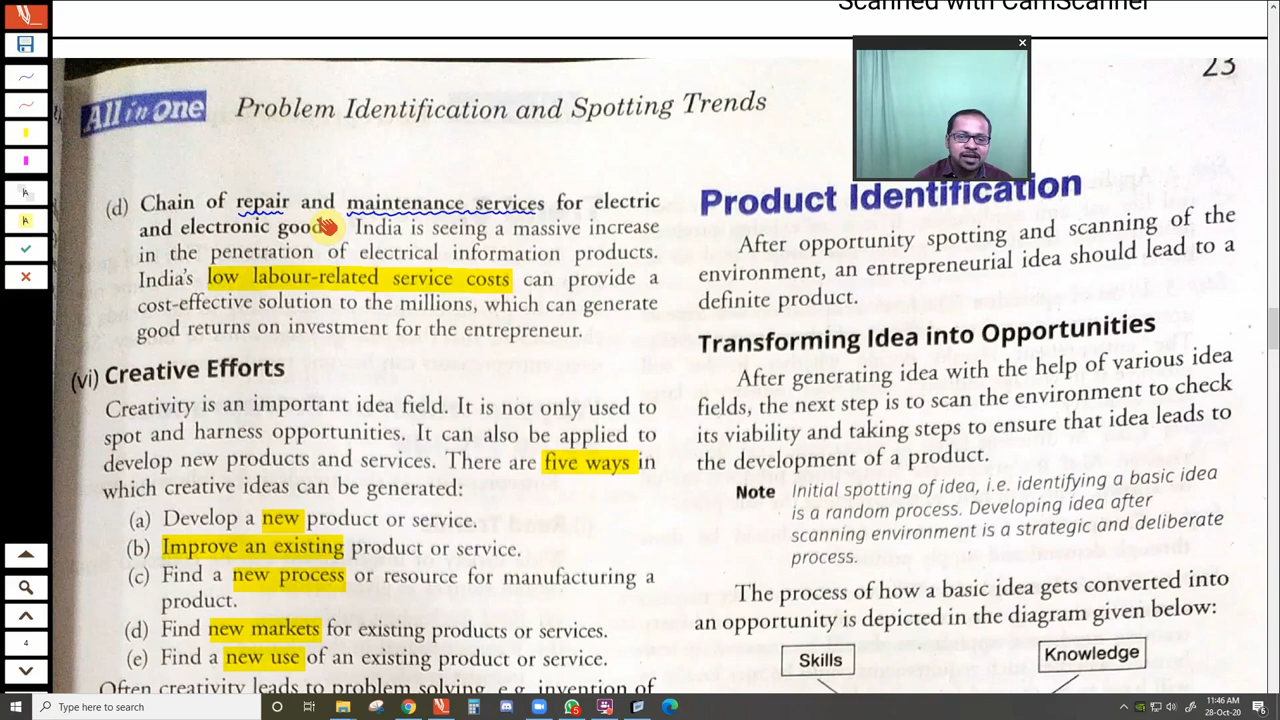 Scanned with CamScanner
23
All in One Problem Identification and Spotting Trends
(d) Chain of repair and maintenance services for electric
and electronic good India is seeing a massive increase
in the penetration of electrical information products.
India's low labour-related service costs can provide a
cost-effective solution to the millions, which can generate
good returns on investment for the entrepreneur.
(vi) Creative Efforts
Creativity is an important idea field. It is not only used to
spot and harness opportunities. It can also be applied to
develop new products and services. There are five ways in
which creative ideas can be generated:
(a) Develop a new product or service.
(b) Improve an existing product or service.
(c) Find a new process or resource for manufacturing a
product.
(d) Find new markets for existing products or services.
(e) Find a new use of an existing product or service.
Often creativity leads to problem solving, e.g. invention of
Product Identification
After opportunity spotting and scanning of the
environment, an entrepreneurial idea should lead to a
definite product.
Transforming Idea into Opportunities
After generating idea with the help of various idea
fields, the next step is to scan the environment to check
its viability and taking steps to ensure that idea leads to
the development of a product.
Note Initial spotting of idea, i.e. identifying a basic idea
is a random process. Developing idea after
scanning environment is a strategic and deliberate
process.
The process of how a basic idea gets converted into
an opportunity is depicted in the diagram given below:
Skills
Knowledge
4
Type here to search
5
11:46 AM
28-Oct-20
6